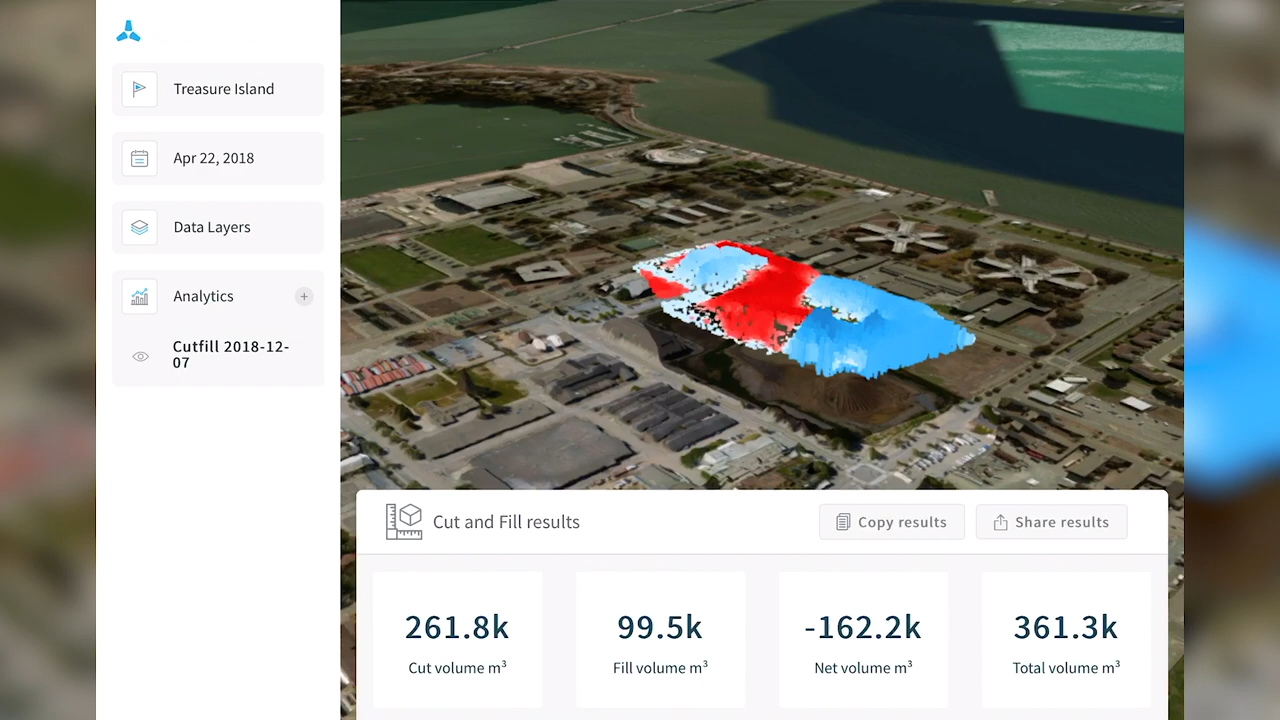 Treasure Island
Apr 22, 2018
Data Layers
Analytics
+
Cutfill 2018-12-
07
Cut and Fill results
Copy results
Share results
261.8k
99.5k
-162.2k
361.3k
Cut volume m³
Fill volume m³
Net volume m³
Total volume m³